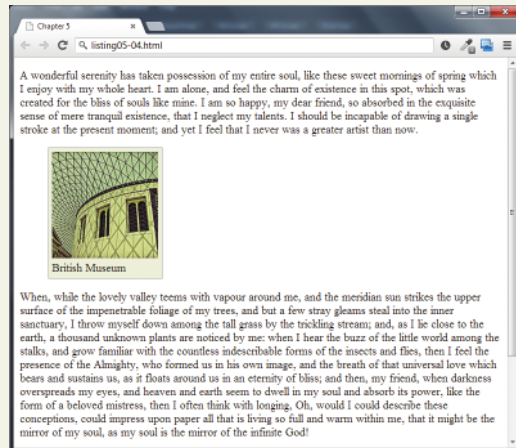 Chapter 5
listing05-04.html
A wonderful serenity has taken possession of my entire soul, like these sweet mornings of spring which
I enjoy with my whole heart. I am alone, and feel the charm of existence in this spot, which was
created for the bliss of souls like mine. I am so happy, my dear friend, so absorbed in the exquisite
sense of mere tranquil existence, that I neglect my talents. I should be incapable of drawing a single
stroke at the present moment; and yet I feel that I never was a greater artist than now.
British Museum
When, while the lovely valley teems with vapour around me, and the meridian sun strikes the upper
surface of the impenetrable foliage of my trees, and but a few stray gleams steal into the inner
sanctuary, I throw myself down among the tall grass by the trickling stream; and, as I lie close to the
earth, a thousand unknown plants are noticed by me: when I hear the buzz of the little world among the
stalks, and grow familiar with the countless indescribable forms of the insects and flies, then I feel the
presence of the Almighty, who formed us in his own image, and the breath of that universal love which
bears and sustains us, as it floats around us in an eternity of bliss; and then, my friend, when darkness
overspreads my eyes, and heaven and earth seem to dwell in my soul and absorb its power, like the
form of a beloved mistress, then I often think with longing, Oh, would I could describe these
conceptions, could impress upon paper all that is living so full and warm within me, that it might be the
mirror of my soul, as my soul is the mirror of the infinite God!